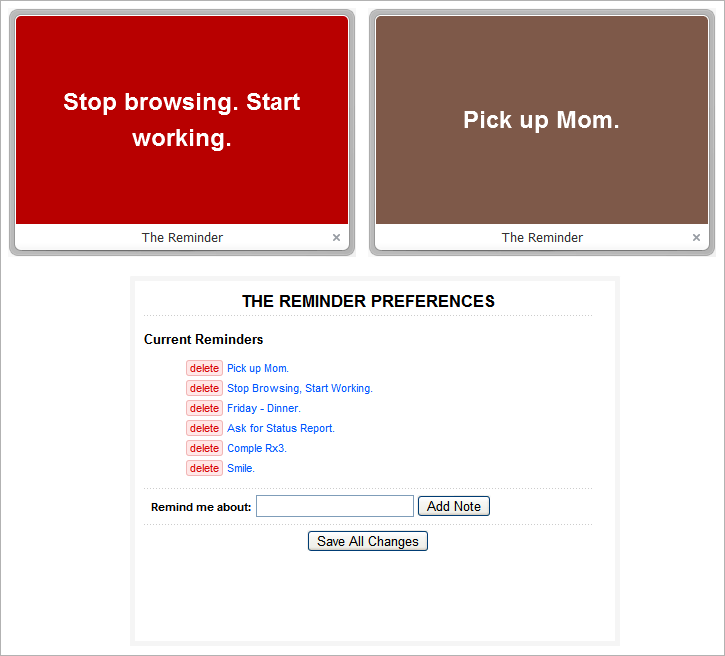 Stop browsing. Start
working.
The Reminder ×
Pick up Mom.
The Reminder ×
THE REMINDER PREFERENCES
Current Reminders
delete Pick up Mom.
delete Stop Browsing, Start Working.
delete Friday - Dinner.
delete Ask for Status Report.
delete Comple Rx3.
delete Smile.
Remind me about: Add Note
Save All Changes